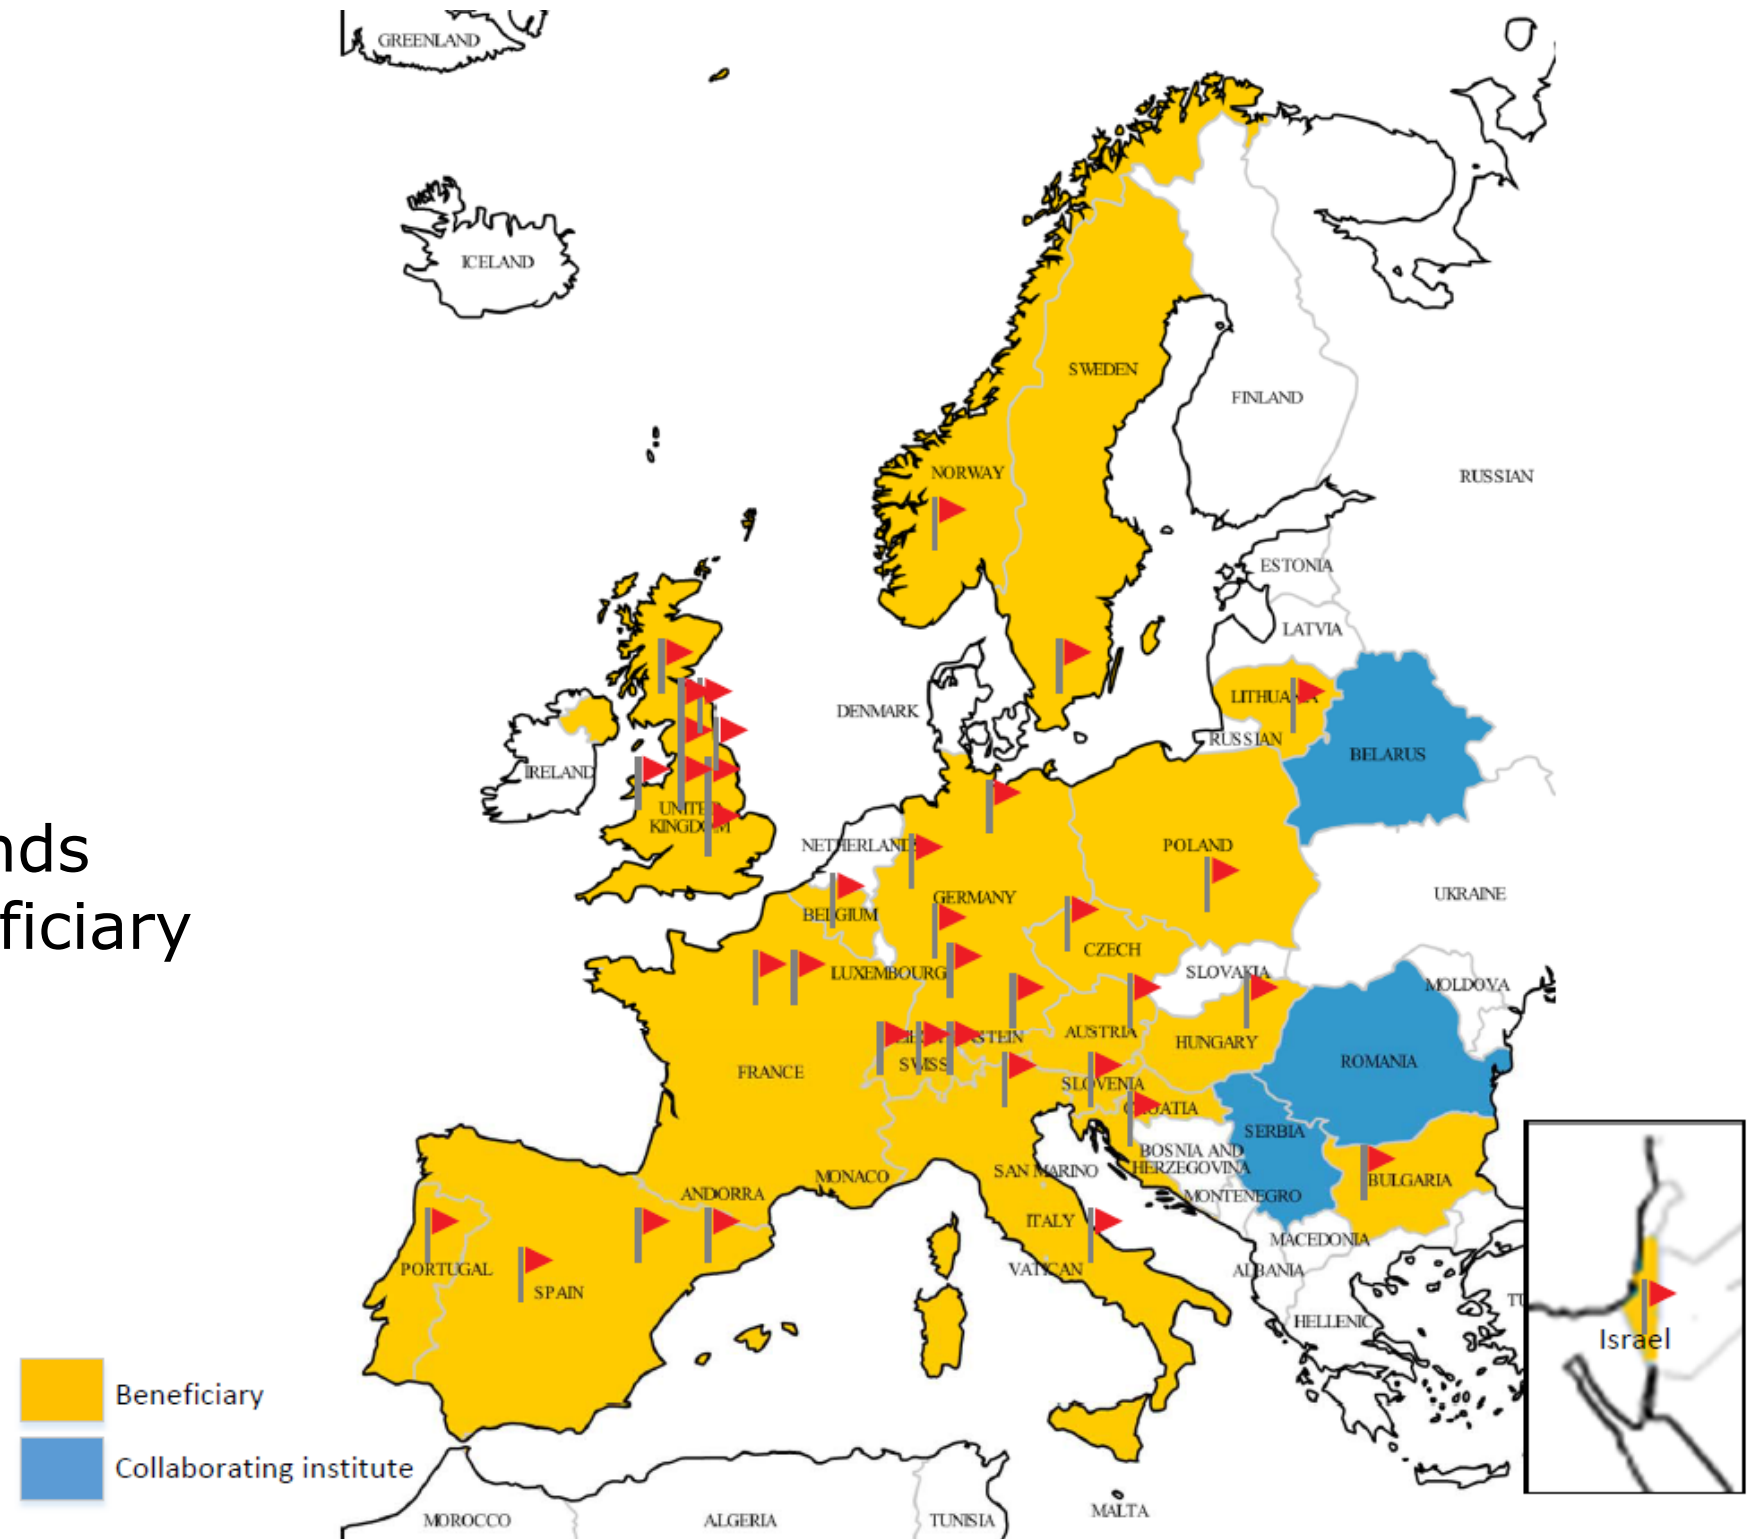 GREENLAND
ICELAND
SWEDEN
FINLAND
NORWAY
RUSSIAN
ESTONIA
LATVIA
DENMARK
RUSSIAN
BELARUS
IRELAND
UNITED
KINGDOM
NETHERLANDS
POLAND
nds
UKRAINE
GERMANY
BELGIUM
ficiary
CZECH
LUXEMBOURG
SLOVAKIA
MOLDOVA
AUSTRIA
HUNGARY
ROMANIA
FRANCE
SWISS
SLOVENIA
CROATIA
SERBIA
BOSNIA AND
HERZEGOVINA
SAN MARINO
MONACO
ANDORRA
MONTENEGRO
BULGARIA
ITALY
MACEDONIA
PORTUGAL
VATICAN
ALBANIA
SPAIN
TU
HELLENIC
Israel
Beneficiary
Collaborating institute
MOROCCO
ALGERIA
TUNISIA
MALTA